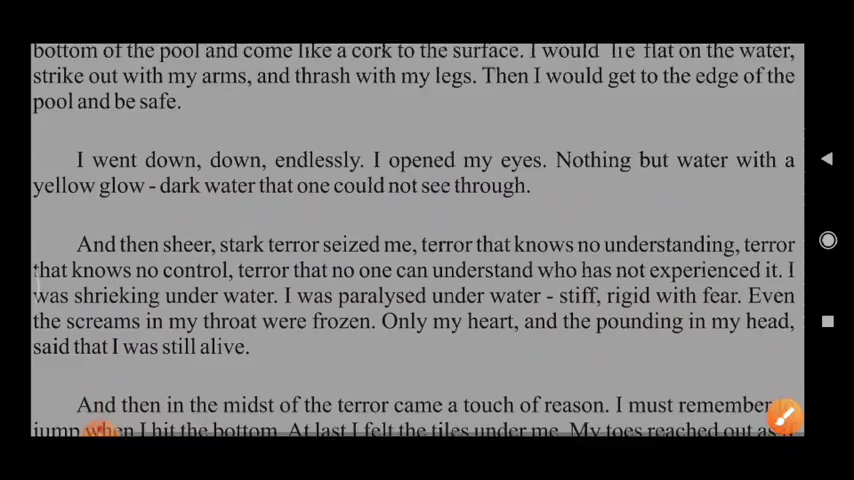 bottom of the pool and come like a cork to the surface. I would lie flat on the water,
strike out with my arms, and thrash with my legs. Then I would get to the edge of the
pool and be safe.
I went down, down, endlessly. I opened my eyes. Nothing but water with a
yellow glow - dark water that one could not see through.
And then sheer, stark terror seized me, terror that knows no understanding, terror
that knows no control, terror that no one can understand who has not experienced it. I
was shrieking under water. I was paralysed under water - stiff, rigid with fear. Even
the screams in my throat were frozen. Only my heart, and the pounding in my head,
said that I was still alive.
And then in the midst of the terror came a touch of reason. I must remember
jump when I hit the bottom. At last I felt the tiles under me. My toes reached out as if